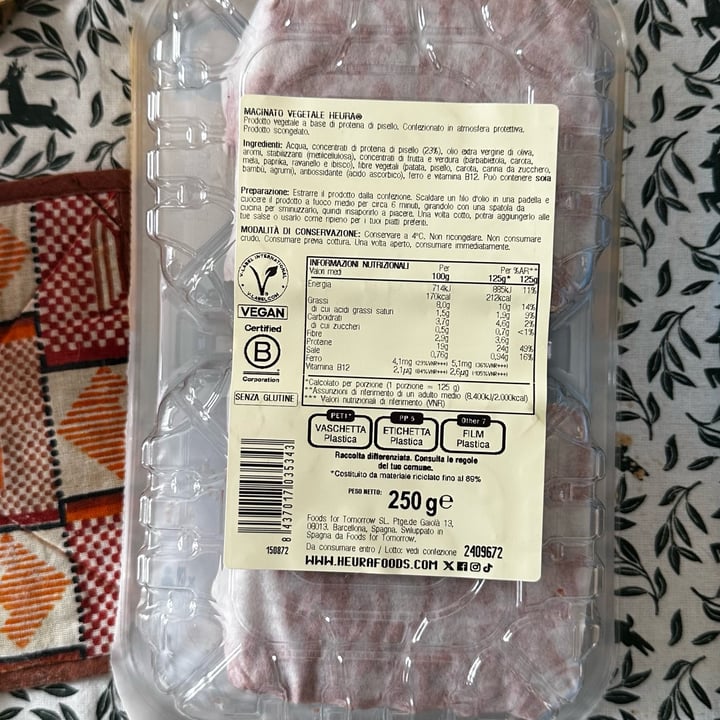 MACINATO VEGETALE HEURA®
Prodotto vegetale a base di proteina di pisello. Confezionato in atmosfera protettiva.
Prodotto scongelato.
Ingredienti: Acqua, concentrati di proteina di pisello (23%), olio extra vergine di oliva,
aromi, stabilizzante (metilcellulosa), concentrati di frutta e verdura (barbabietola, carota,
mela, paprika, ravanello e ibisco), fibre vegetali (patata, pisello, carota, canna da zucchero,
bambù, agrumi), antiossidante (acido ascorbico), ferro e vitamina B12. Può contenere soia
Preparazione: Estrarre il prodotto dalla confezione. Scaldare un filo d'olio in una padella e
cuocere il prodotto a fuoco medio per circa 6 minuti, girandolo con una spatola da
cucina per sminuzzarlo, quindi insaporirlo a piacere. Una volta cotto, potrai aggiungerlo alle
tue salse o usarlo come ripieno per i tuoi piatti preferiti.
MODALITÀ DI CONSERVAZIONE: Conservare a 4ºC. Non ricongelare. Non consumare
crudo. Consumare previa cottura. Una volta aperto, consumare immediatamente.
V-LABEL INTERNATIONAL
V-LABEL.COM
VEGAN
Certified
B
Corporation
SENZA GLUTINE
INFORMAZIONI NUTRIZIONALI Per Per %AR**
Valori medi 100g 125g* 125g
Energia 714kJ 885kJ 11%
170kcal 212kcal
Grassi 8,0g 10g 14%
di cui acidi grassi saturi 1,5g 1,9g 9%
Carboidrati 3,7g 4,6g 2%
di cui zuccheri 0,5g 0,7g <1%
Fibre 2,9g 3,6g
Proteine 19g 24g 49%
Sale 0,76g 0,94g 16%
Ferro 4,1mg (29%VNR***) 5,1mg (36%VNR***)
Vitamina B12 2,1µg (84%VNR***) 2,6µg (105%VNR***)
*Calcolato per porzione (1 porzione = 125 g)
**Assunzioni di riferimento di un adulto medio (8.400kJ/2.000kcal)
*** Valori nutrizionali di riferimento (VNR)
PET1* PP 5 Other 7
VASCHETTA ETICHETTA FILM
Plastica Plastica Plastica
Raccolta differenziata. Consulta le regole
del tuo comune.
*Costituito da materiale riciclato fino al 89%
PESO NETTO: 250 g e
8 437017 035343
150872
Foods for Tomorrow SL. Ptge.de Gaiolà 13,
08013, Barcelona, Spagna. Sviluppato in
Spagna da Foods for Tomorrow.
Da consumare entro / Lotto: vedi confezione 2409672
WWW.HEURAFOODS.COM